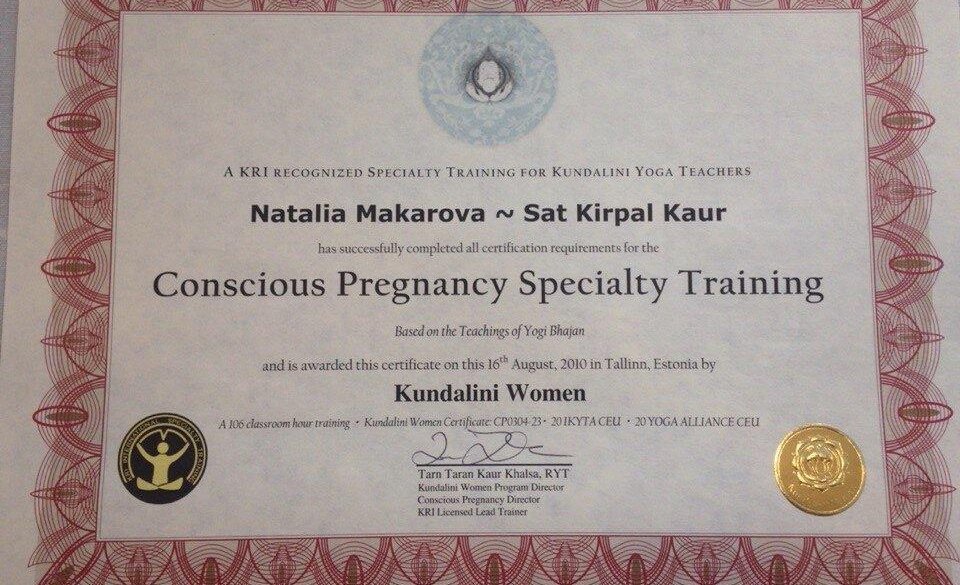 A KRI RECOGNIZED SPECIALTY TRAINING FOR KUNDALINI YOGA TEACHERS
Natalia Makarova ~ Sat Kirpal Kaur
has successfully completed all certification requirements for the
Conscious Pregnancy Specialty Training
Based on the Teachings of Yogi Bhajan
and is awarded this certificate on this 16th August, 2010 in Tallinn, Estonia by
Kundalini Women
A 106 classroom hour training • Kundalini Women Certificate: CP0304-23 • 20 IKYTA CEU • 20 YOGA ALLIANCE CEU
Tarn Taran Kaur Khalsa, RYT
Kundalini Women Program Director
Conscious Pregnancy Director
KRI Licensed Lead Trainer